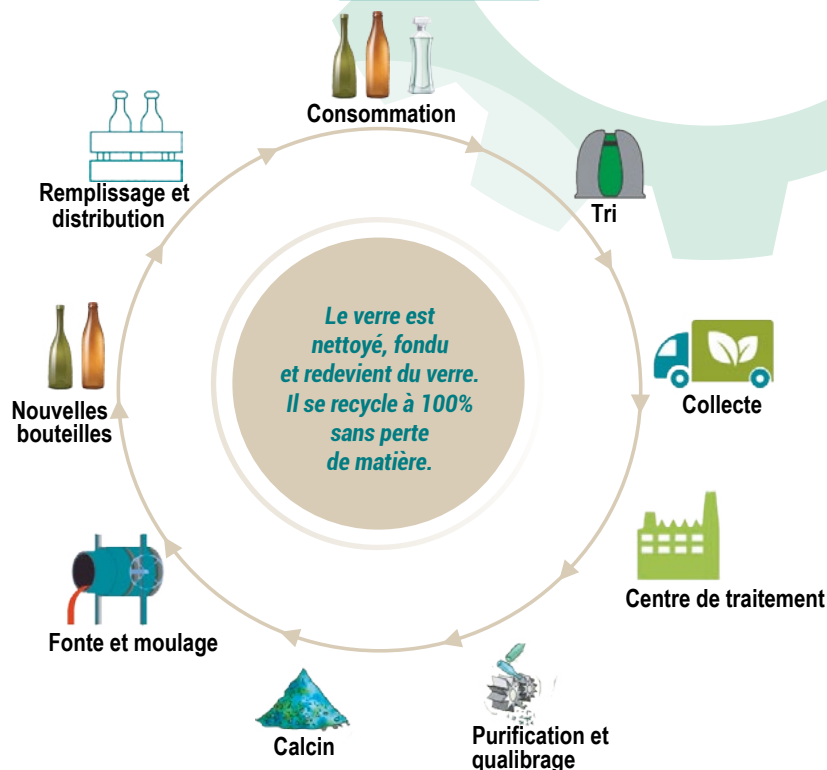 Consommation
Tri
Collecte
Centre de traitement
Purification et
qualibrage
Calcin
Fonte et moulage
Nouvelles
bouteilles
Remplissage et
distribution
Le verre est
nettoyé, fondu
et redevient du verre.
Il se recycle à 100%
sans perte
de matière.